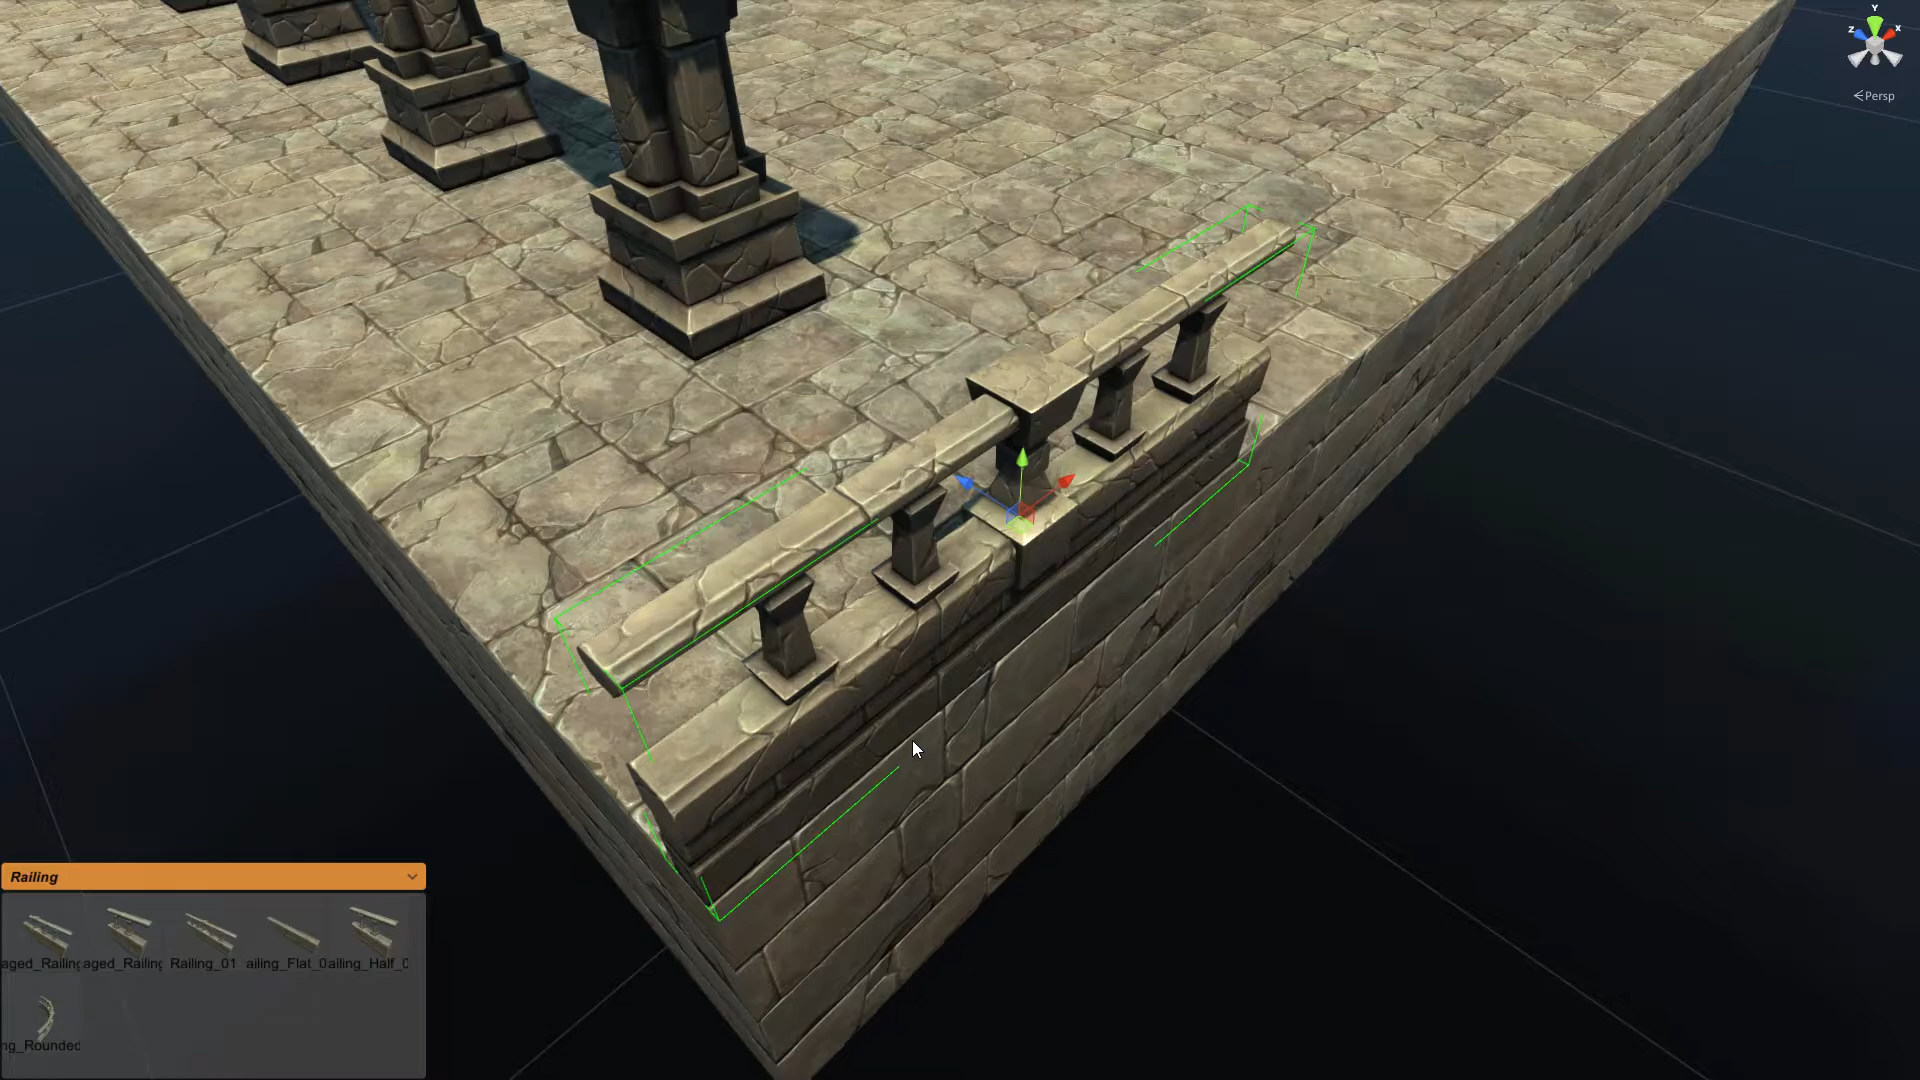 Y
Z
X
<Persp
Railing
aged_Railing
aged_Railing
Railing_01
ailing_Flat_0
ailing_Half_0
ng_Rounded